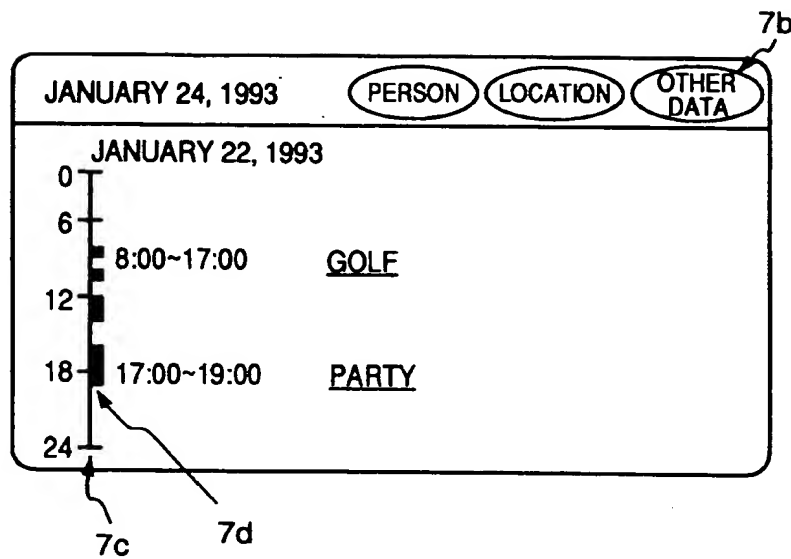 7b
JANUARY 24, 1993 PERSON LOCATION OTHER DATA
JANUARY 22, 1993
0
6
8:00~17:00 GOLF
12
18 17:00~19:00 PARTY
24
7c 7d